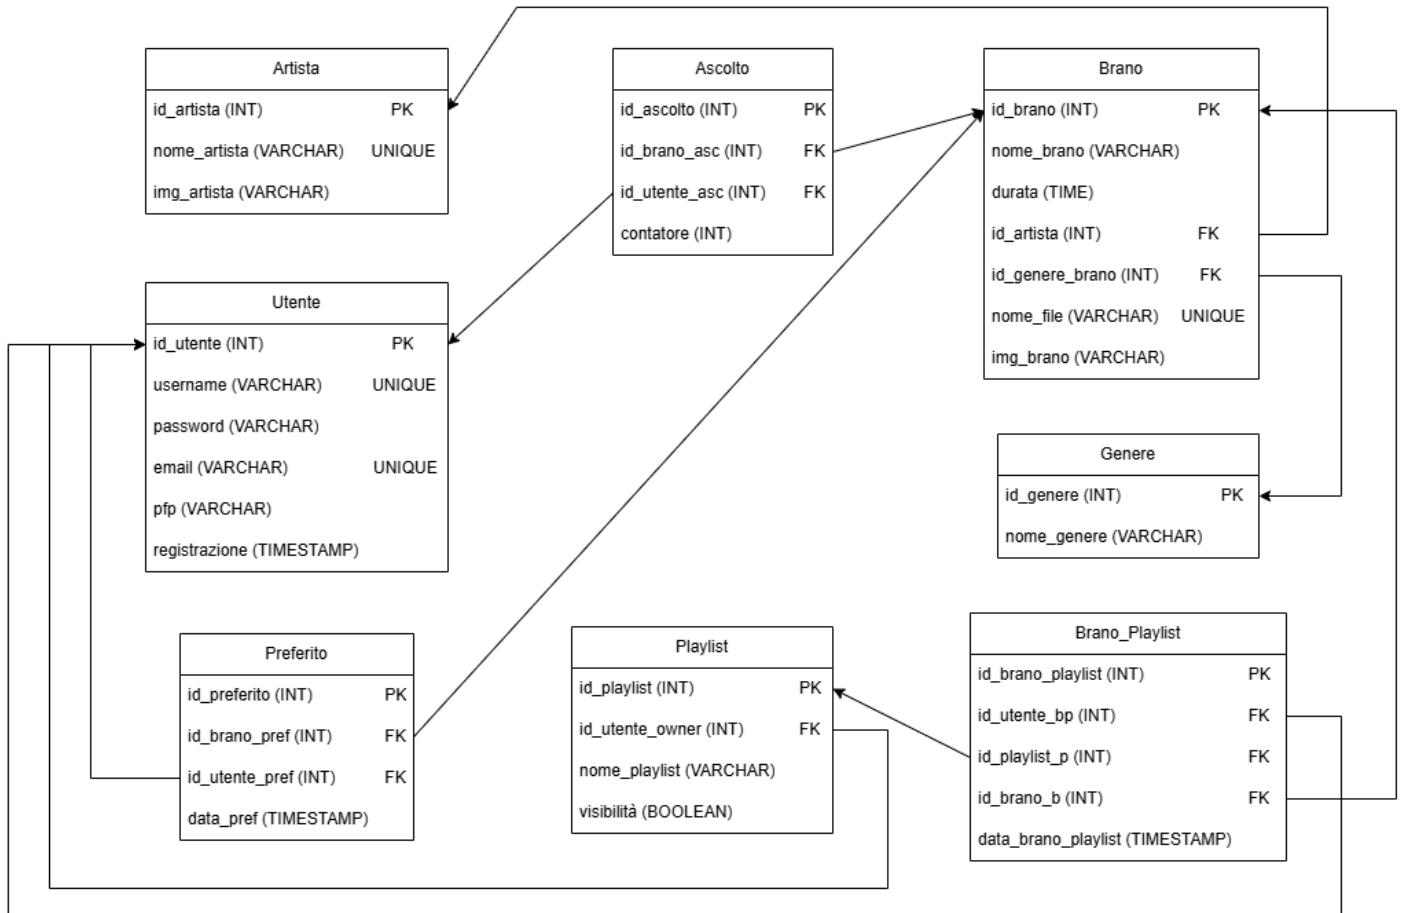 Artista
id_artista (INT) PK
nome_artista (VARCHAR) UNIQUE
img_artista (VARCHAR)
Ascolto
id_ascolto (INT) PK
id_brano_asc (INT) FK
id_utente_asc (INT) FK
contatore (INT)
Brano
id_brano (INT) PK
nome_brano (VARCHAR)
durata (TIME)
id_artista (INT) FK
id_genere_brano (INT) FK
nome_file (VARCHAR) UNIQUE
img_brano (VARCHAR)
Utente
id_utente (INT) PK
username (VARCHAR) UNIQUE
password (VARCHAR)
email (VARCHAR) UNIQUE
pfp (VARCHAR)
registrazione (TIMESTAMP)
Genere
id_genere (INT) PK
nome_genere (VARCHAR)
Preferito
id_preferito (INT) PK
id_brano_pref (INT) FK
id_utente_pref (INT) FK
data_pref (TIMESTAMP)
Playlist
id_playlist (INT) PK
id_utente_owner (INT) FK
nome_playlist (VARCHAR)
visibilità (BOOLEAN)
Brano_Playlist
id_brano_playlist (INT) PK
id_utente_bp (INT) FK
id_playlist_p (INT) FK
id_brano_b (INT) FK
data_brano_playlist (TIMESTAMP)